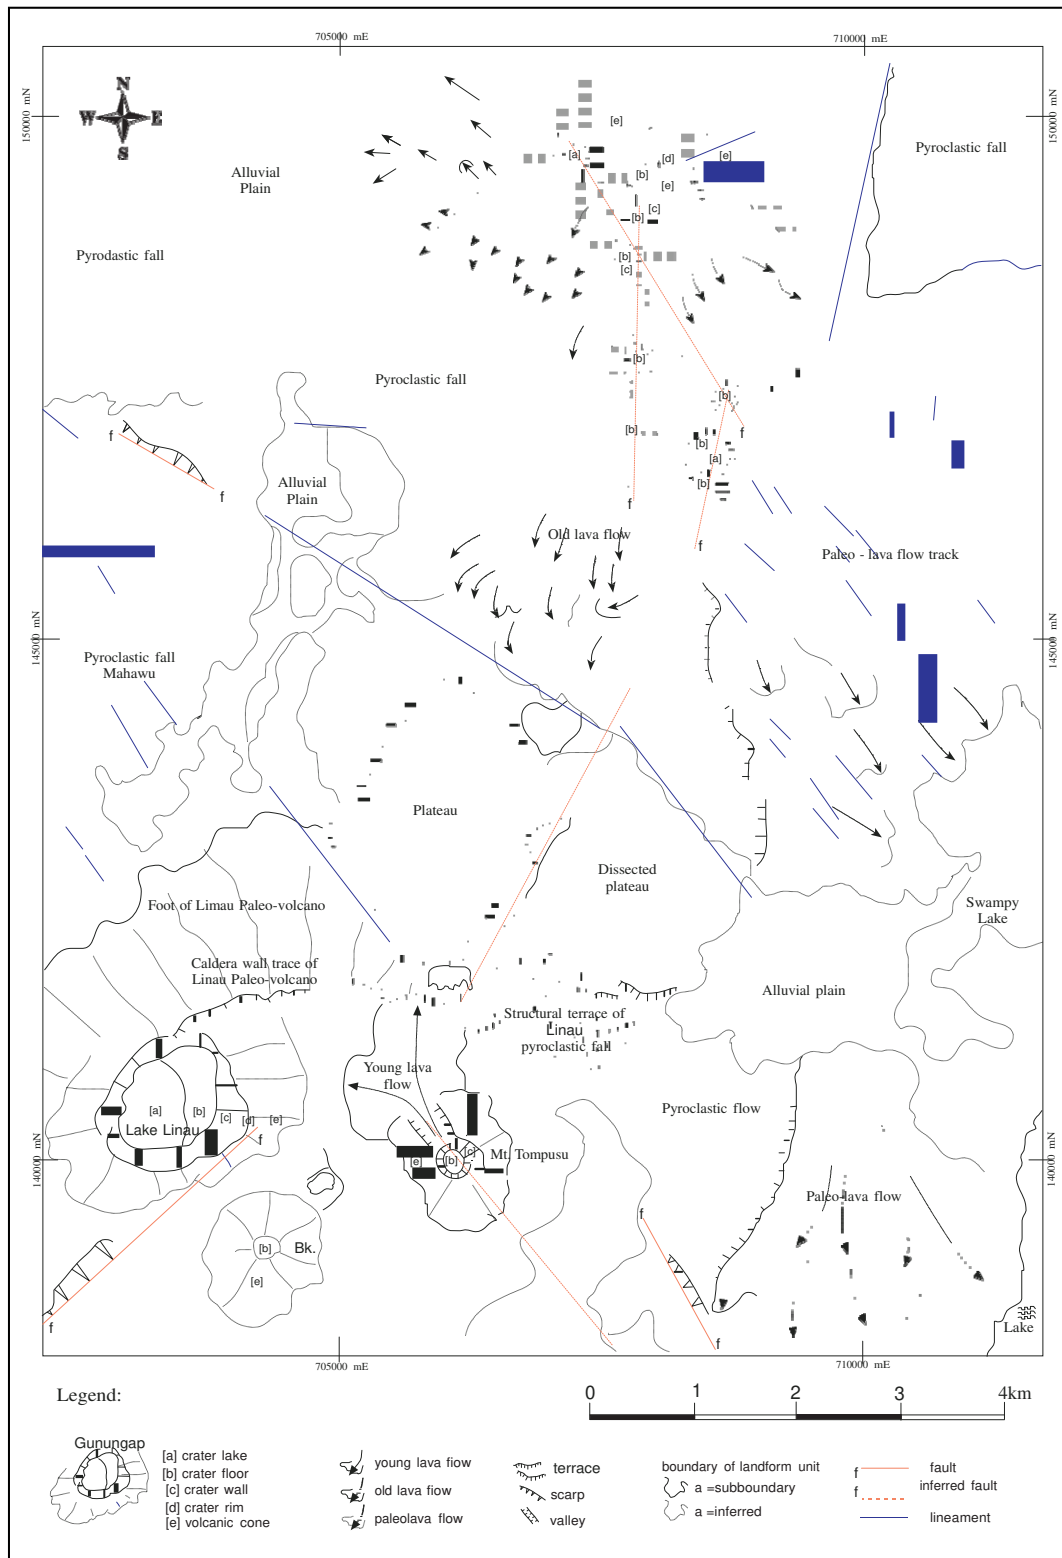 705000 mE
710000 mE
150000 mN
150000 mN
N
W E
S
[e]
Pyroclastic fall
[a]
[d]
[e]
Alluvial
Plain
[b]
[e]
[c]
[b]
Pyrodastic fall
[b]
[c]
[b]
Pyroclastic fall
[b]
f
[b]
f
[b]
[a]
Alluvial
Plain
[b]
f
f
Old lava flow
f
Paleo - lava flow track
145000 mN
145000 mN
Pyroclastic fall
Mahawu
Plateau
Dissected
plateau
Foot of Limau Paleo-volcano
Swampy
Lake
Caldera wall trace of
Linau Paleo-volcano
Alluvial plain
Structural terrace of
Linau
pyroclastic fall
Young lava
flow
Pyroclastic flow
[a]
[b]
[c]
[d]
[e]
Lake Linau
f
Mt. Tompusu
[c]
[b]
[e]
140000 mN
140000 mN
Paleo-lava flow
f
[b]
Bk.
[e]
f
f
Lake
705000 mE
710000 mE
Legend:
0 1 2 3 4km
Gunungap
[a] crater lake
[b] crater floor
[c] crater wall
[d] crater rim
[e] volcanic cone
young lava fiow
old lava flow
paleolava flow
terrace
scarp
valley
boundary of landform unit
a =subboundary
a =inferred
f fault
f inferred fault
lineament